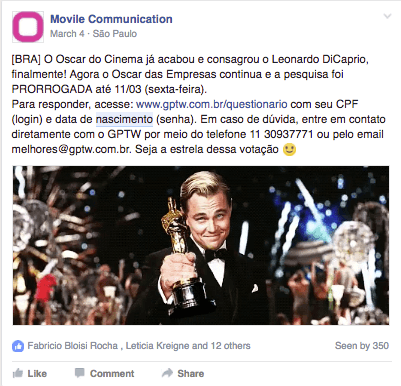 Movile Communication
March 4 · São Paulo
[BRA] O Oscar do Cinema já acabou e consagrou o Leonardo DiCaprio,
finalmente! Agora o Oscar das Empresas continua e a pesquisa foi
PRORROGADA até 11/03 (sexta-feira).
Para responder, acesse: www.gptw.com.br/questionario com seu CPF
(login) e data de nascimento (senha). Em caso de dúvida, entre em contato
diretamente com o GPTW por meio do telefone 11 30937771 ou pelo email
melhores@gptw.com.br. Seja a estrela dessa votação 😉
Fabricio Bloisi Rocha , Leticia Kreigne and 12 others
Seen by 350
Like Comment Share